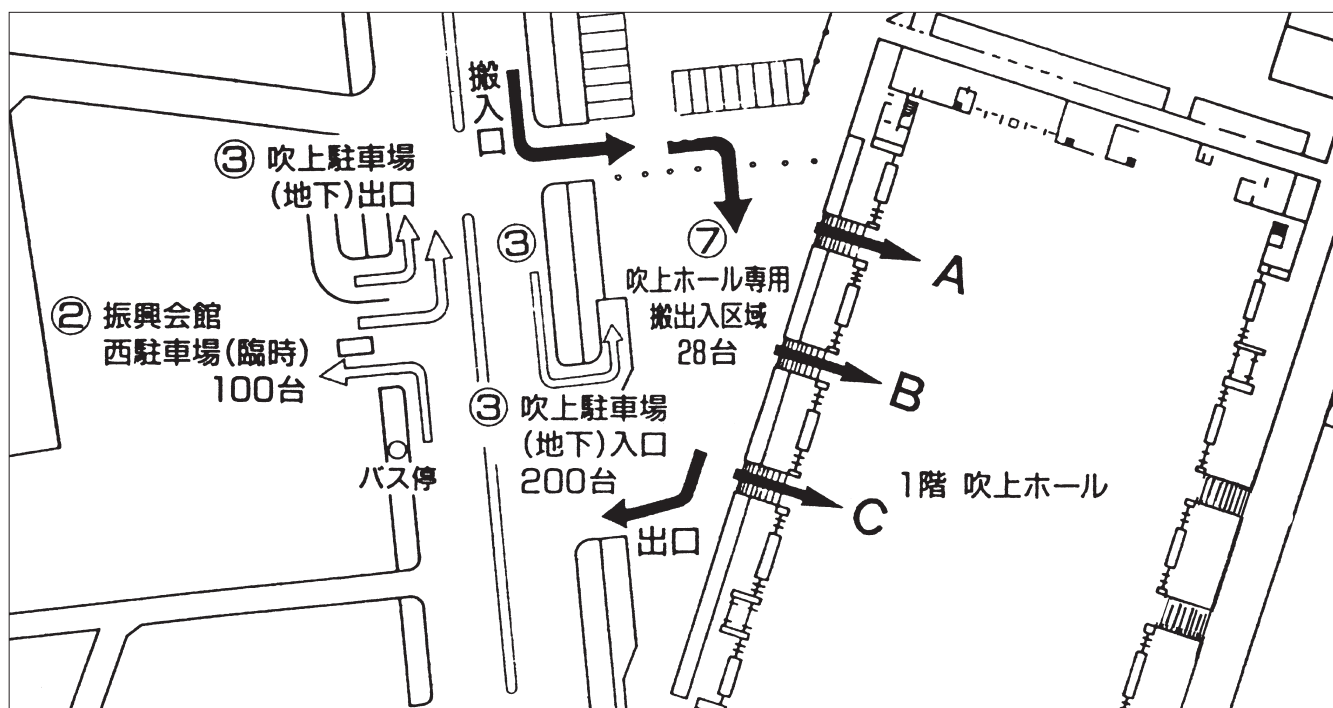 搬入口
③ 吹上駐車場
(地下)出口
③
⑦
吹上ホール専用
搬出入区域
28台
② 振興会館
西駐車場(臨時)
100台
③ 吹上駐車場
(地下)入口
200台
バス停
出口
A
B
C
1階 吹上ホール